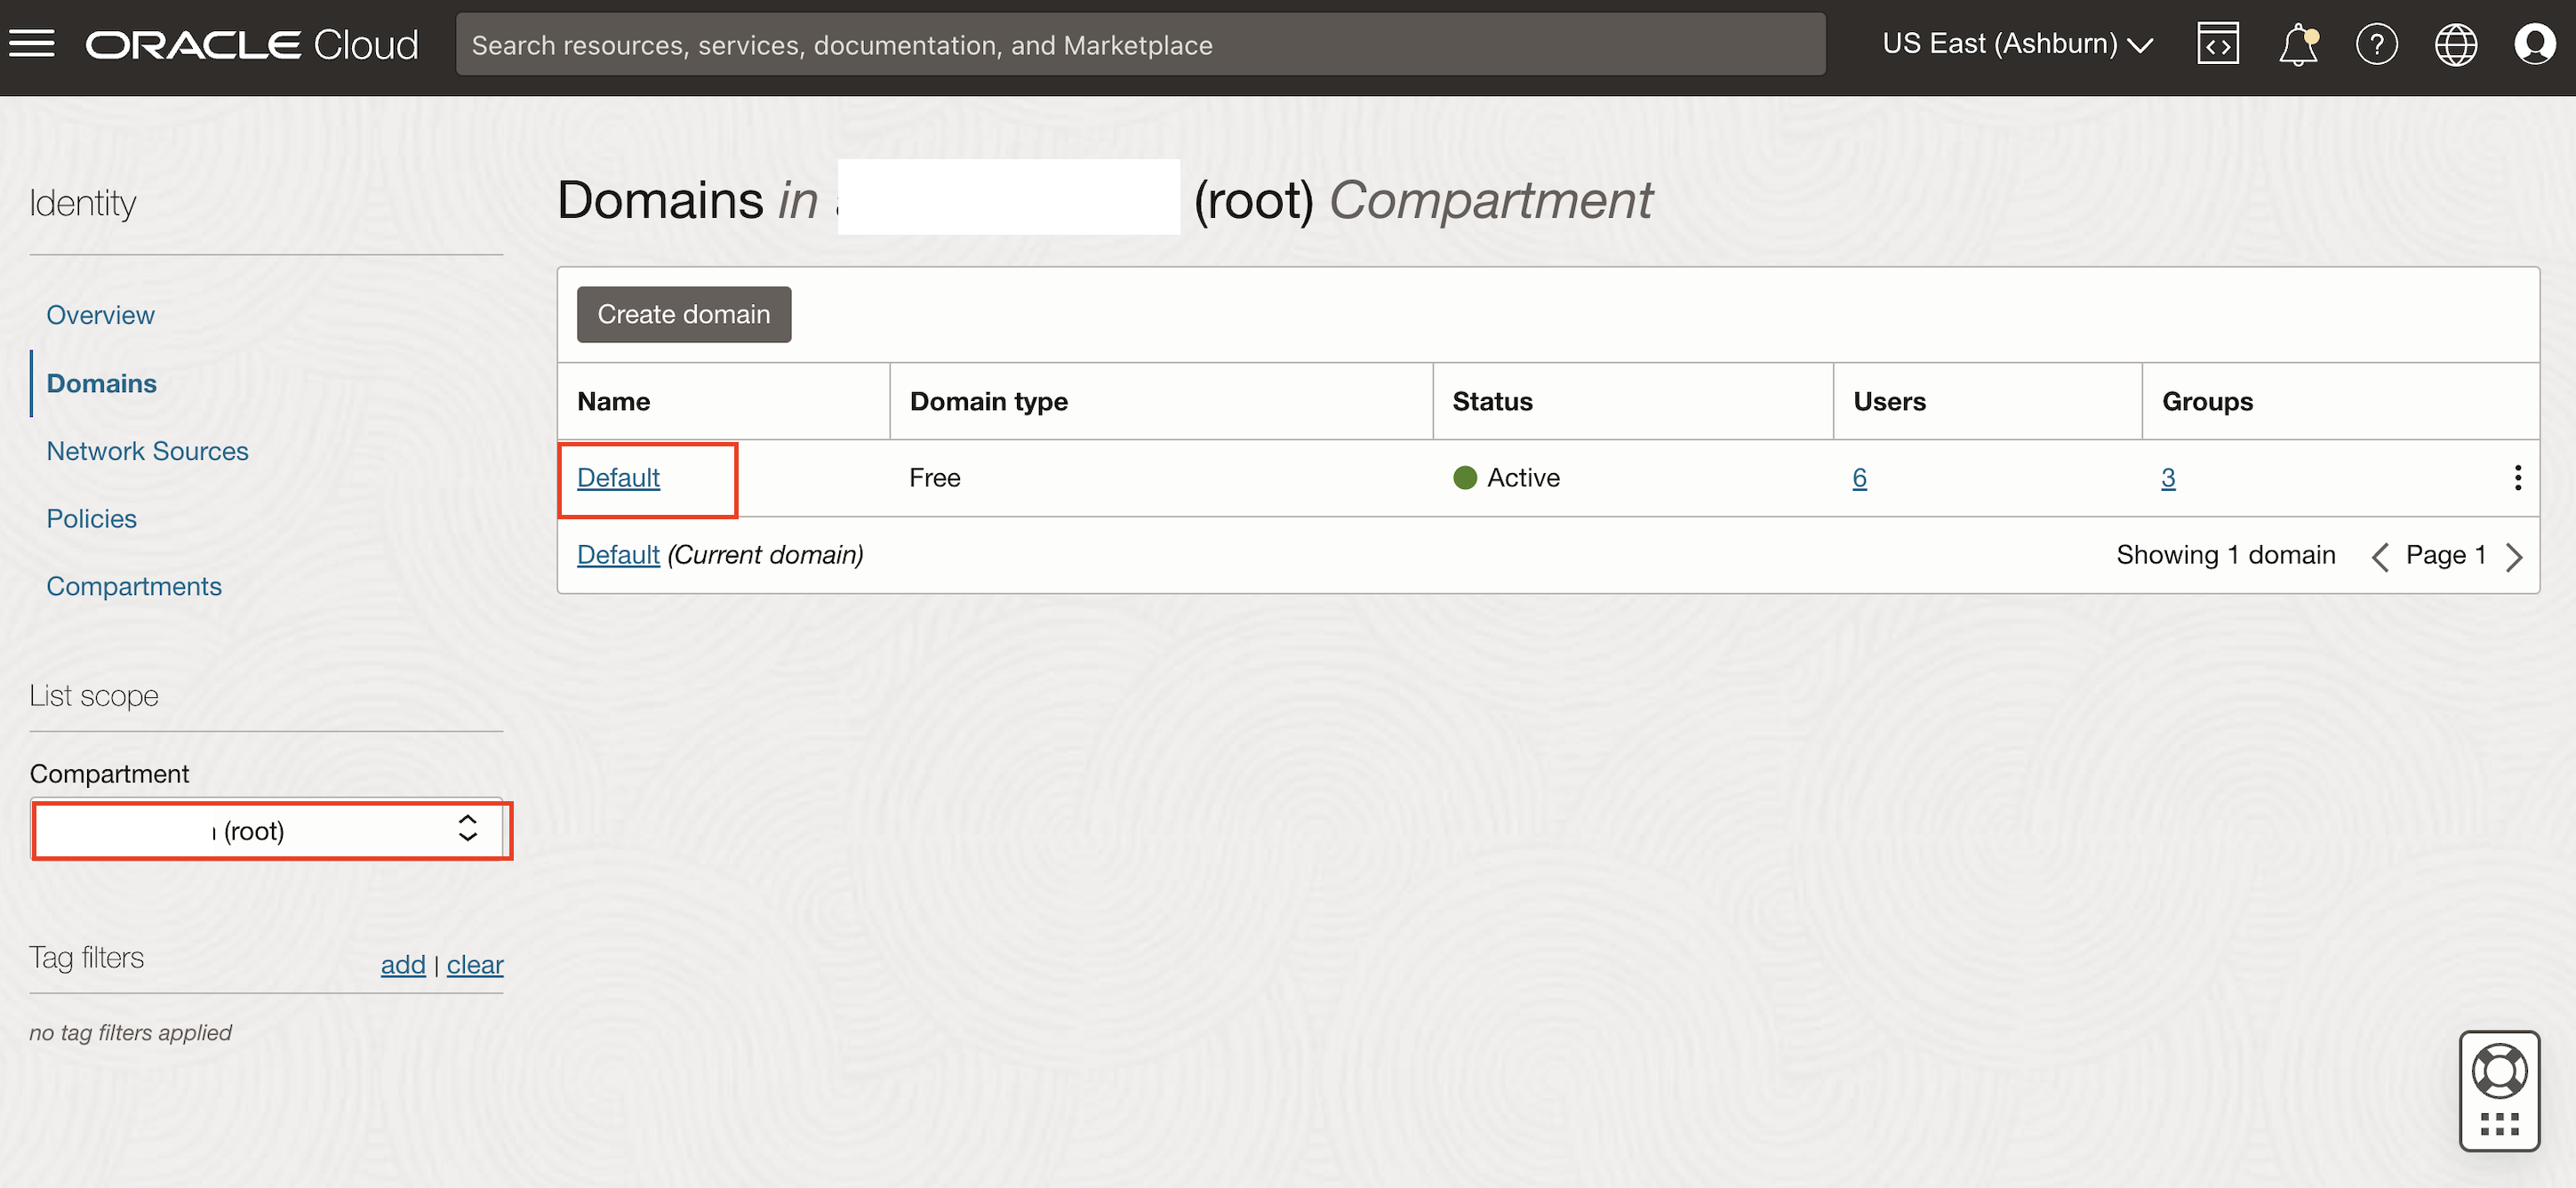 ORACLE Cloud
Search resources, services, documentation, and Marketplace
US East (Ashburn)
Identity
Overview
Domains
Network Sources
Policies
Compartments
List scope
Compartment
(root)
Tag filters
add | clear
no tag filters applied
Domains in (root) Compartment
Create domain
Name Domain type Status Users Groups
Default Free Active 6 3
Default (Current domain) Showing 1 domain Page 1